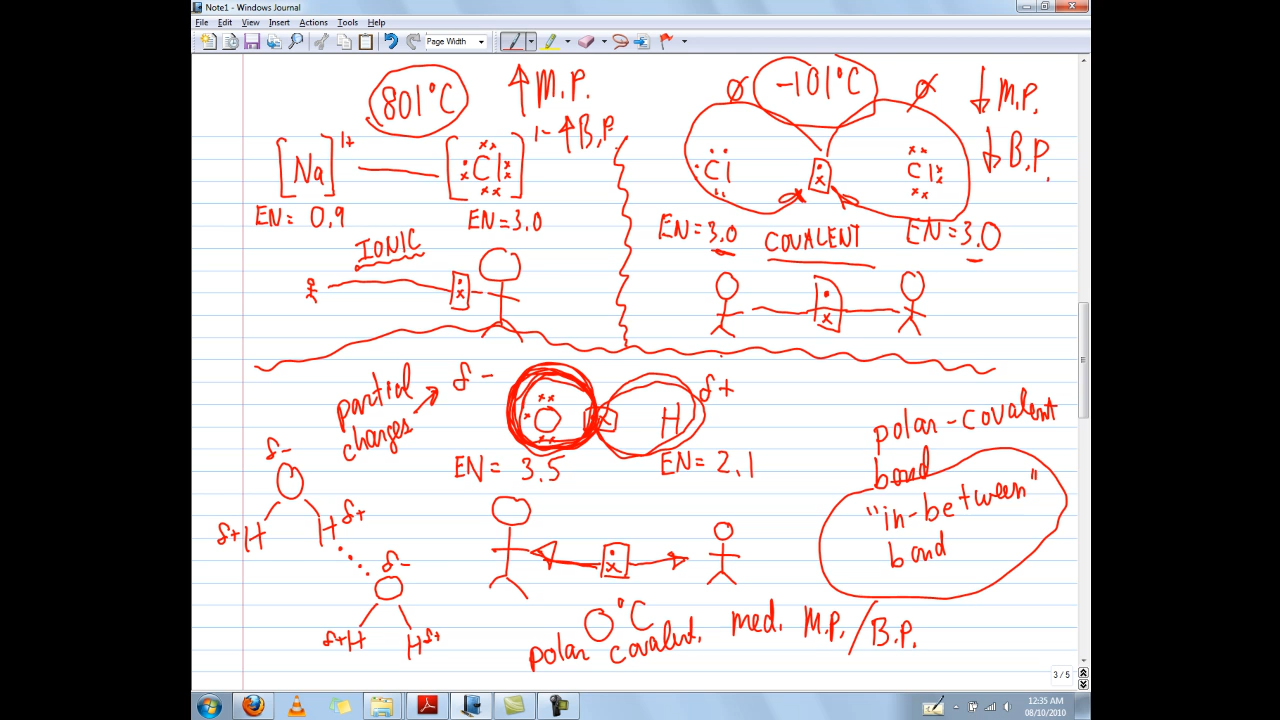 Note1 - Windows Journal
File Edit View Insert Actions Tools Help
Page Width
801°C
↑ M.P.
↑ B.P.
[Na]1+
[Cl]1-
EN = 0.9
EN = 3.0
IONIC
-101°C
↓ M.P.
↓ B.P.
Cl
Cl
EN = 3.0
COVALENT
EN = 3.0
partial
charges
δ-
δ+
O
H
EN = 3.5
EN = 2.1
polar-covalent
bond
"in-between"
bond
δ-
O
δ+H
Hδ+
δ-
O
δ+H
Hδ+
0°C
polar covalent.
med. M.P./B.P.
3 / 5
12:35 AM
08/10/2010